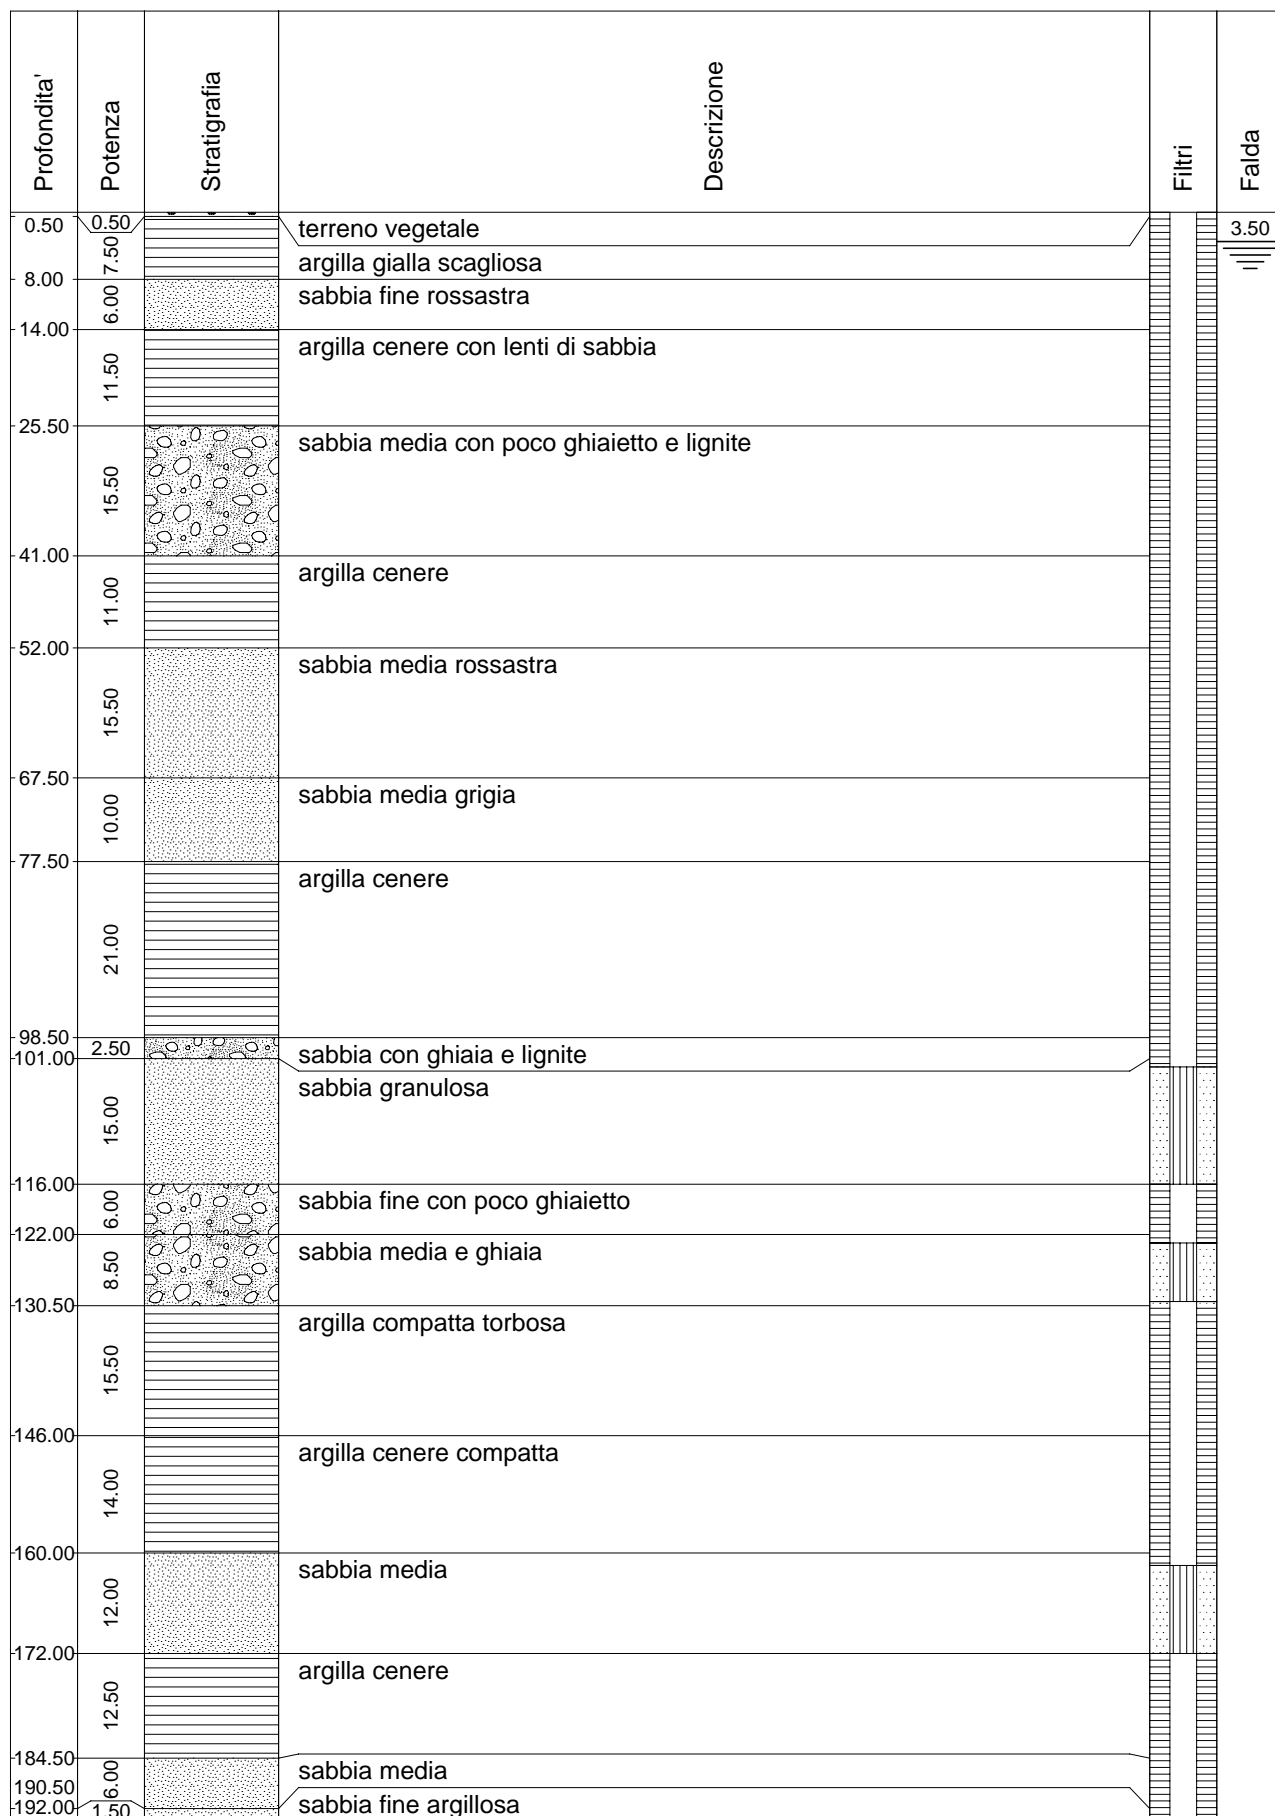 Profondita' Potenza Stratigrafia Descrizione Filtri Falda
0.50 0.50 terreno vegetale 3.50
7.50 argilla gialla scagliosa
8.00
6.00 sabbia fine rossastra
14.00
11.50 argilla cenere con lenti di sabbia
25.50
15.50 sabbia media con poco ghiaietto e lignite
41.00
11.00 argilla cenere
52.00
15.50 sabbia media rossastra
67.50
10.00 sabbia media grigia
77.50
21.00 argilla cenere
98.50
2.50 sabbia con ghiaia e lignite
101.00
15.00 sabbia granulosa
116.00
6.00 sabbia fine con poco ghiaietto
122.00
8.50 sabbia media e ghiaia
130.50
15.50 argilla compatta torbosa
146.00
14.00 argilla cenere compatta
160.00
12.00 sabbia media
172.00
12.50 argilla cenere
184.50
6.00 sabbia media
190.50
192.00 1.50 sabbia fine argillosa